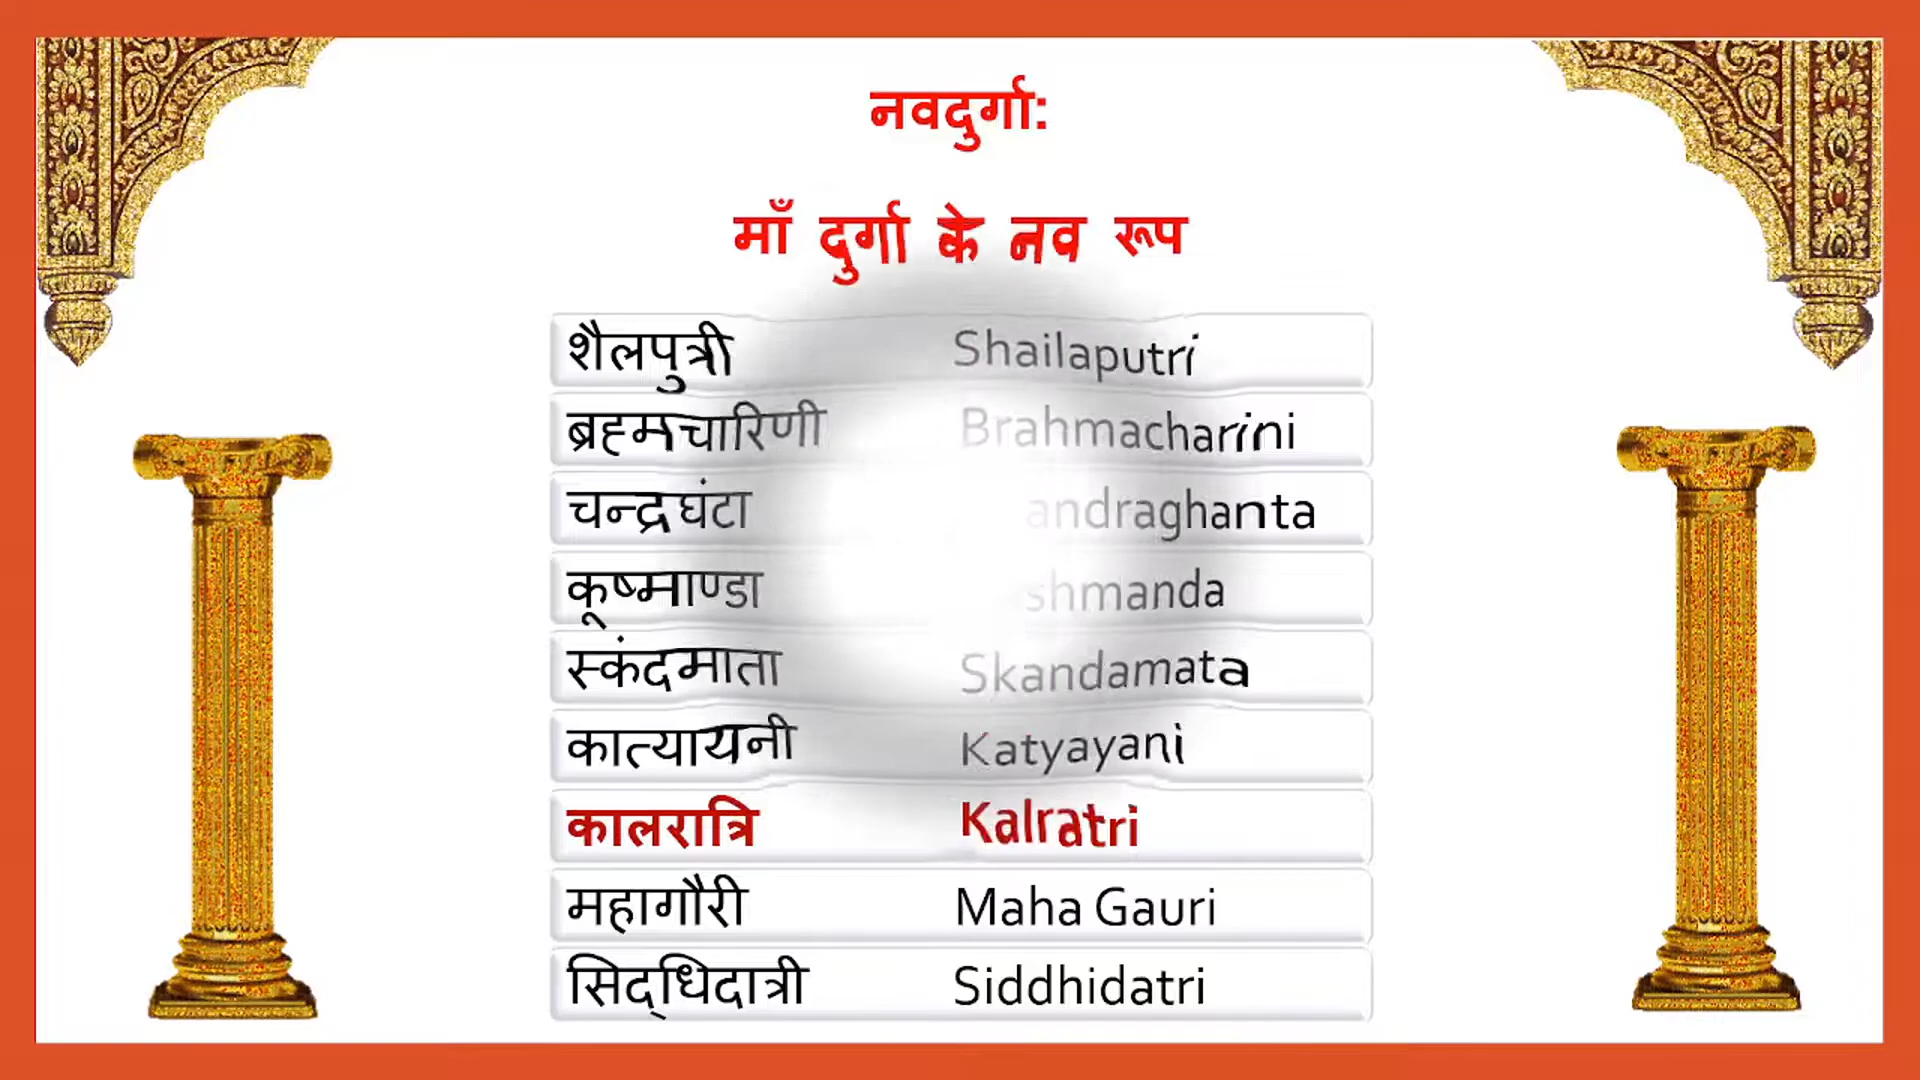 नवदुर्गा:
माँ दुर्गा के नव रूप
शैलपुत्री Shailaputri
ब्रह्मचारिणी Brahmacharini
चन्द्रघंटा
कूष्माण्डा
स्कंदमाता Skandamata
कात्यायनी Katyayani
कालरात्रि Kalratri
महागौरी Maha Gauri
सिद्धिदात्री Siddhidatri